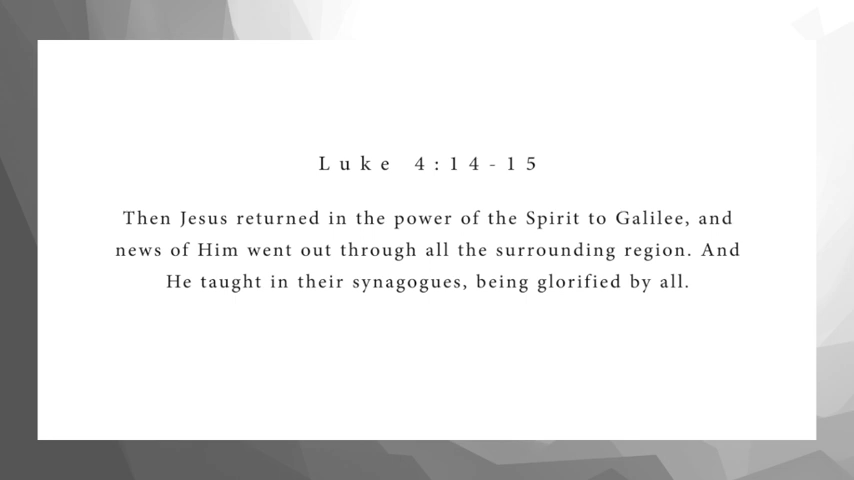 Luke 4:14-15
Then Jesus returned in the power of the Spirit to Galilee, and
news of Him went out through all the surrounding region. And
He taught in their synagogues, being glorified by all.